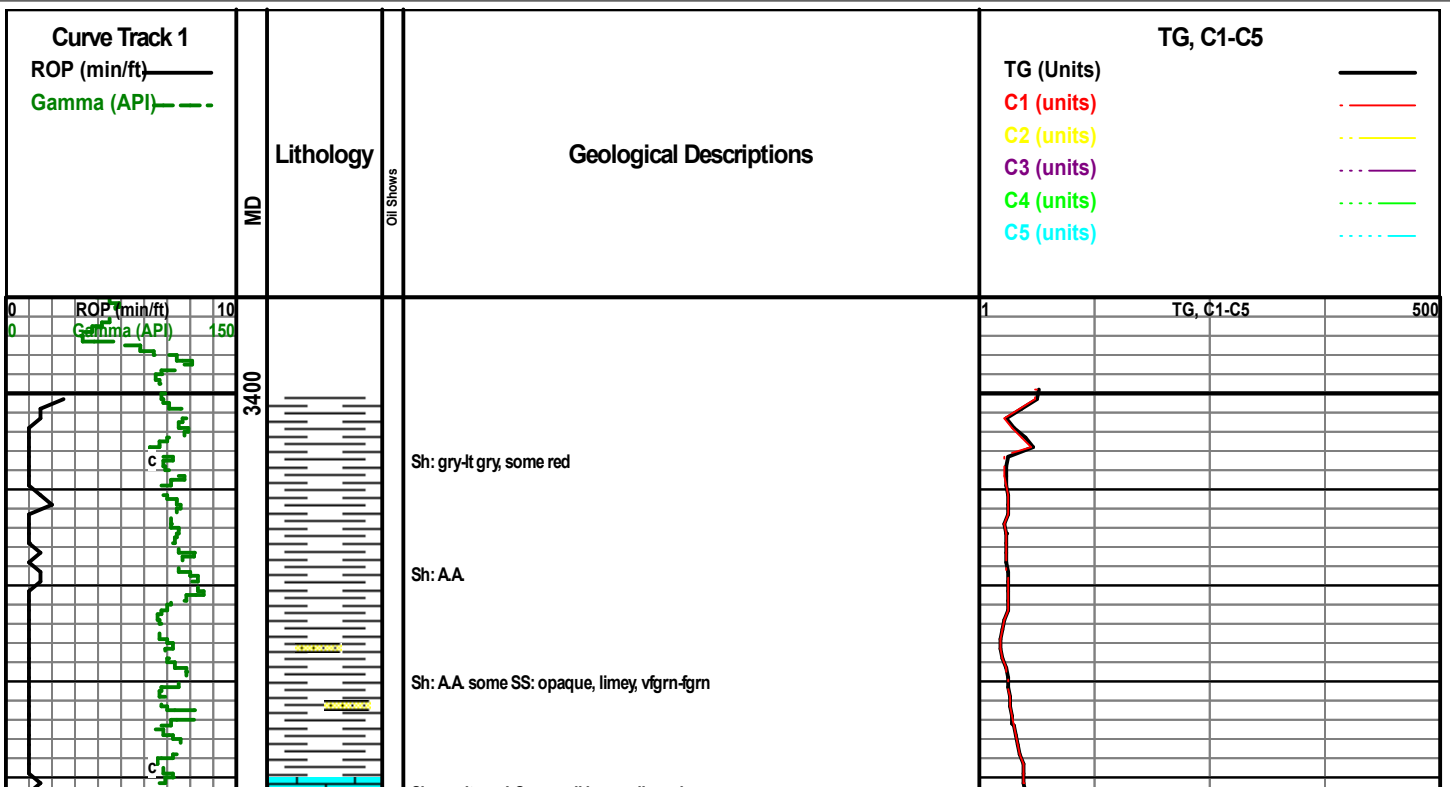 Curve Track 1
ROP (min/ft)
Gamma (API)
MD
Lithology
Oil Shows
Geological Descriptions
TG, C1-C5
TG (Units)
C1 (units)
C2 (units)
C3 (units)
C4 (units)
C5 (units)
0 ROP (min/ft) 10
0 Gamma (API) 150
1 TG, C1-C5 500
3400
c
Sh: gry-lt gry, some red
Sh: A.A.
Sh: A.A. some SS: opaque, limey, vfgrn-fgrn
c